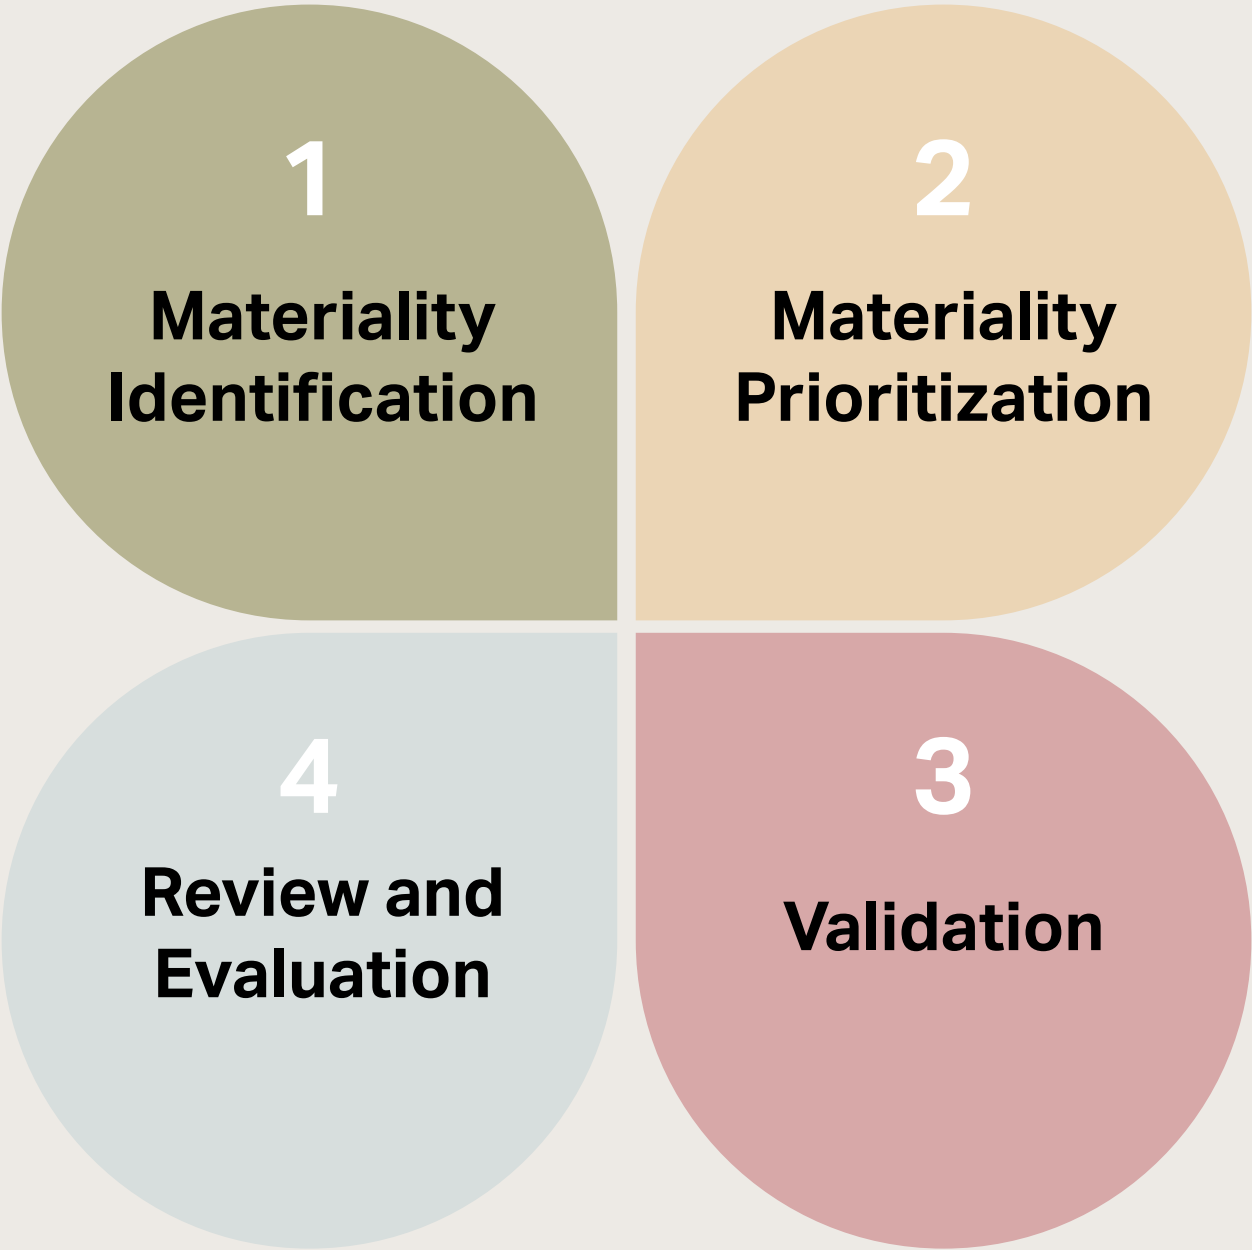 1
Materiality
Identification
2
Materiality
Prioritization
3
Validation
4
Review and
Evaluation